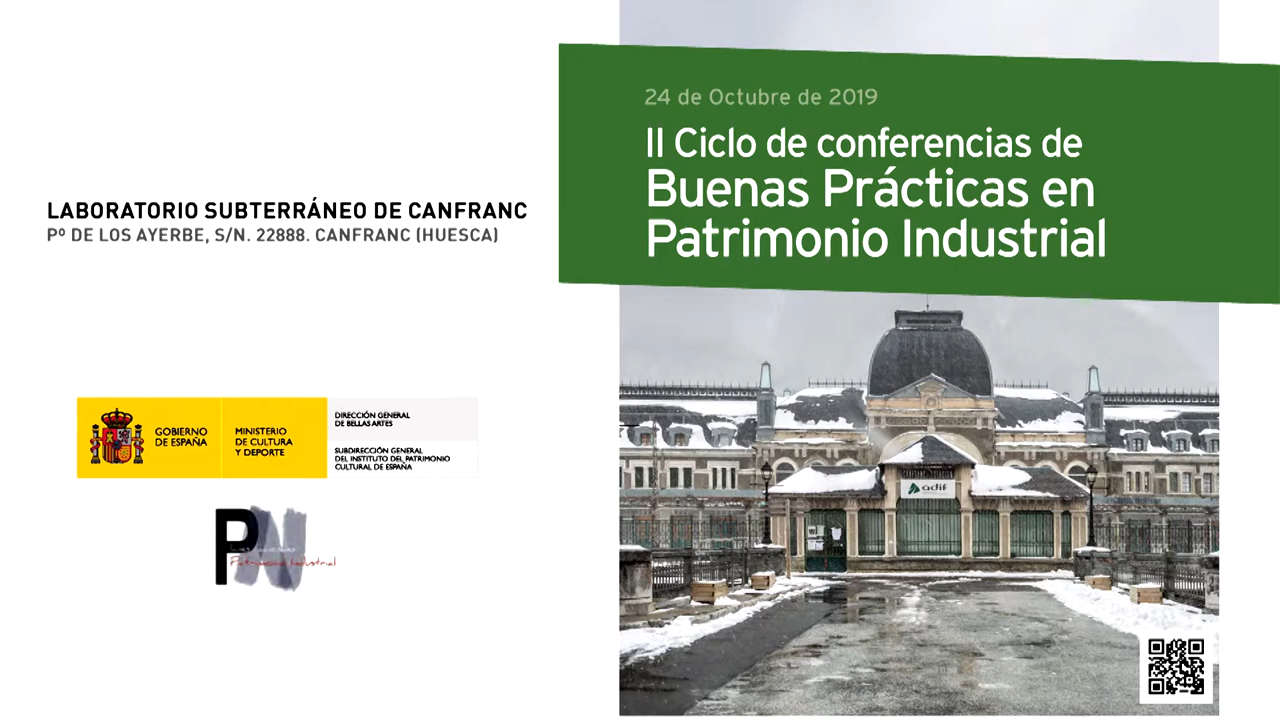 LABORATORIO SUBTERRÁNEO DE CANFRANC
Pº DE LOS AYERBE, S/N. 22888. CANFRANC (HUESCA)
GOBIERNO
DE ESPAÑA
MINISTERIO
DE CULTURA
Y DEPORTE
DIRECCIÓN GENERAL
DE BELLAS ARTES
SUBDIRECCIÓN GENERAL
DEL INSTITUTO DEL PATRIMONIO
CULTURAL DE ESPAÑA
PN
Patrimonio Industrial
24 de Octubre de 2019
II Ciclo de conferencias de
Buenas Prácticas en
Patrimonio Industrial
adif